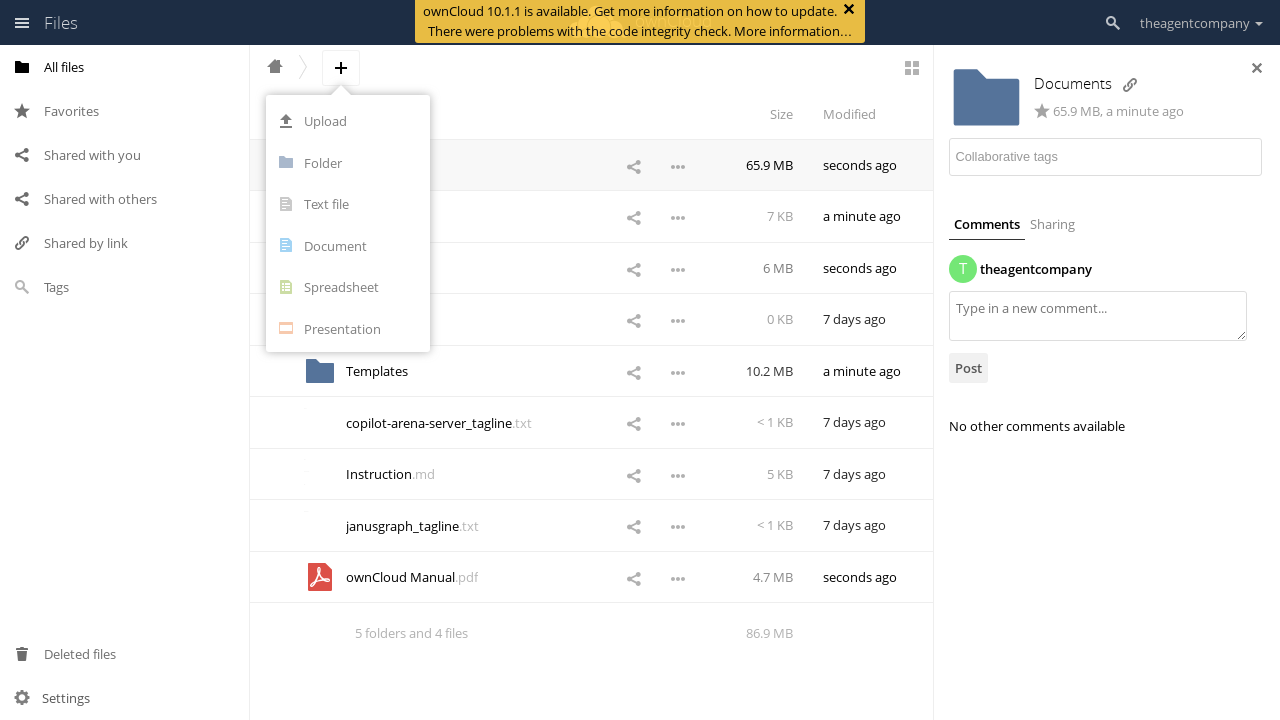 Files
ownCloud 10.1.1 is available. Get more information on how to update.
There were problems with the code integrity check. More information…
theagentcompany
All files
Favorites
Shared with you
Shared with others
Shared by link
Tags
Deleted files
Settings
Upload
Folder
Text file
Document
Spreadsheet
Presentation
Size Modified
65.9 MB seconds ago
7 KB a minute ago
6 MB seconds ago
0 KB 7 days ago
Templates 10.2 MB a minute ago
copilot-arena-server_tagline.txt < 1 KB 7 days ago
Instruction.md 5 KB 7 days ago
janusgraph_tagline.txt < 1 KB 7 days ago
ownCloud Manual.pdf 4.7 MB seconds ago
5 folders and 4 files 86.9 MB
Documents
65.9 MB, a minute ago
Collaborative tags
Comments Sharing
T theagentcompany
Type in a new comment...
Post
No other comments available